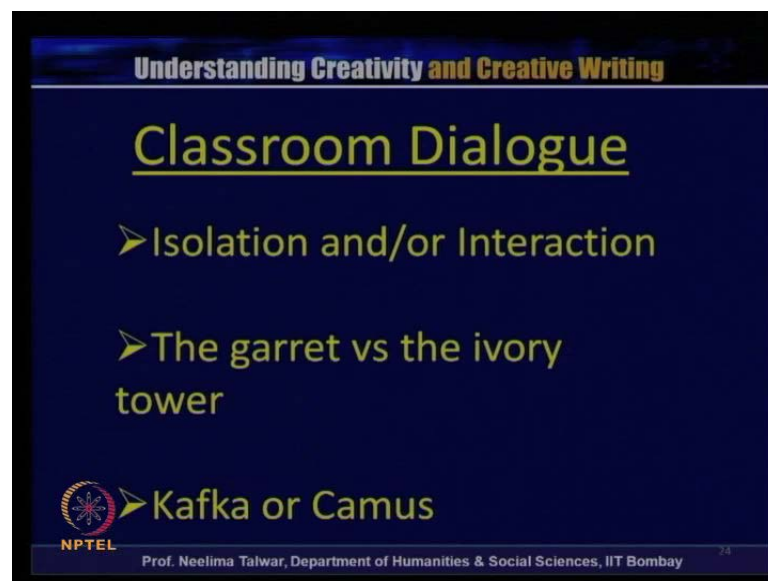 Understanding Creativity and Creative Writing
Classroom Dialogue
➢Isolation and/or Interaction
➢The garret vs the ivory
tower
➢Kafka or Camus
NPTEL
Prof. Neelima Talwar, Department of Humanities & Social Sciences, IIT Bombay
24